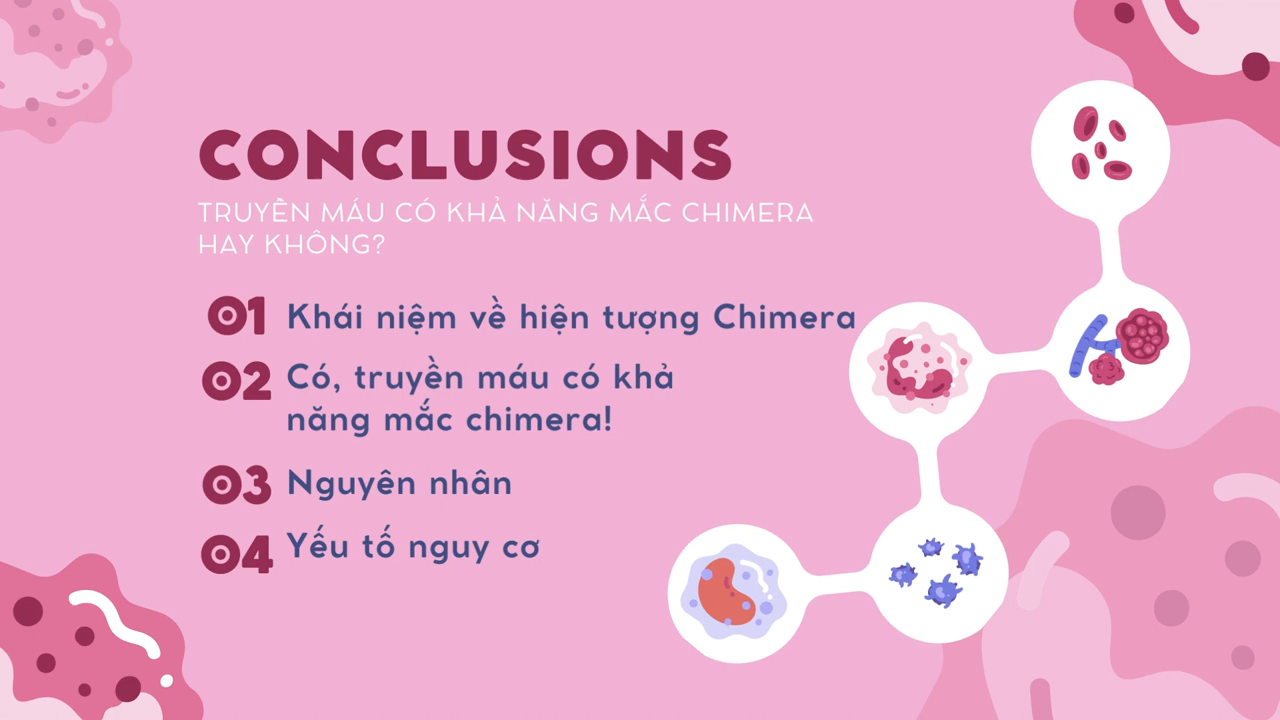 CONCLUSIONS
TRUYỀN MÁU CÓ KHẢ NĂNG MẮC CHIMERA
HAY KHÔNG?
01 Khái niệm về hiện tượng Chimera
02 Có, truyền máu có khả
năng mắc chimera!
03 Nguyên nhân
04 Yếu tố nguy cơ